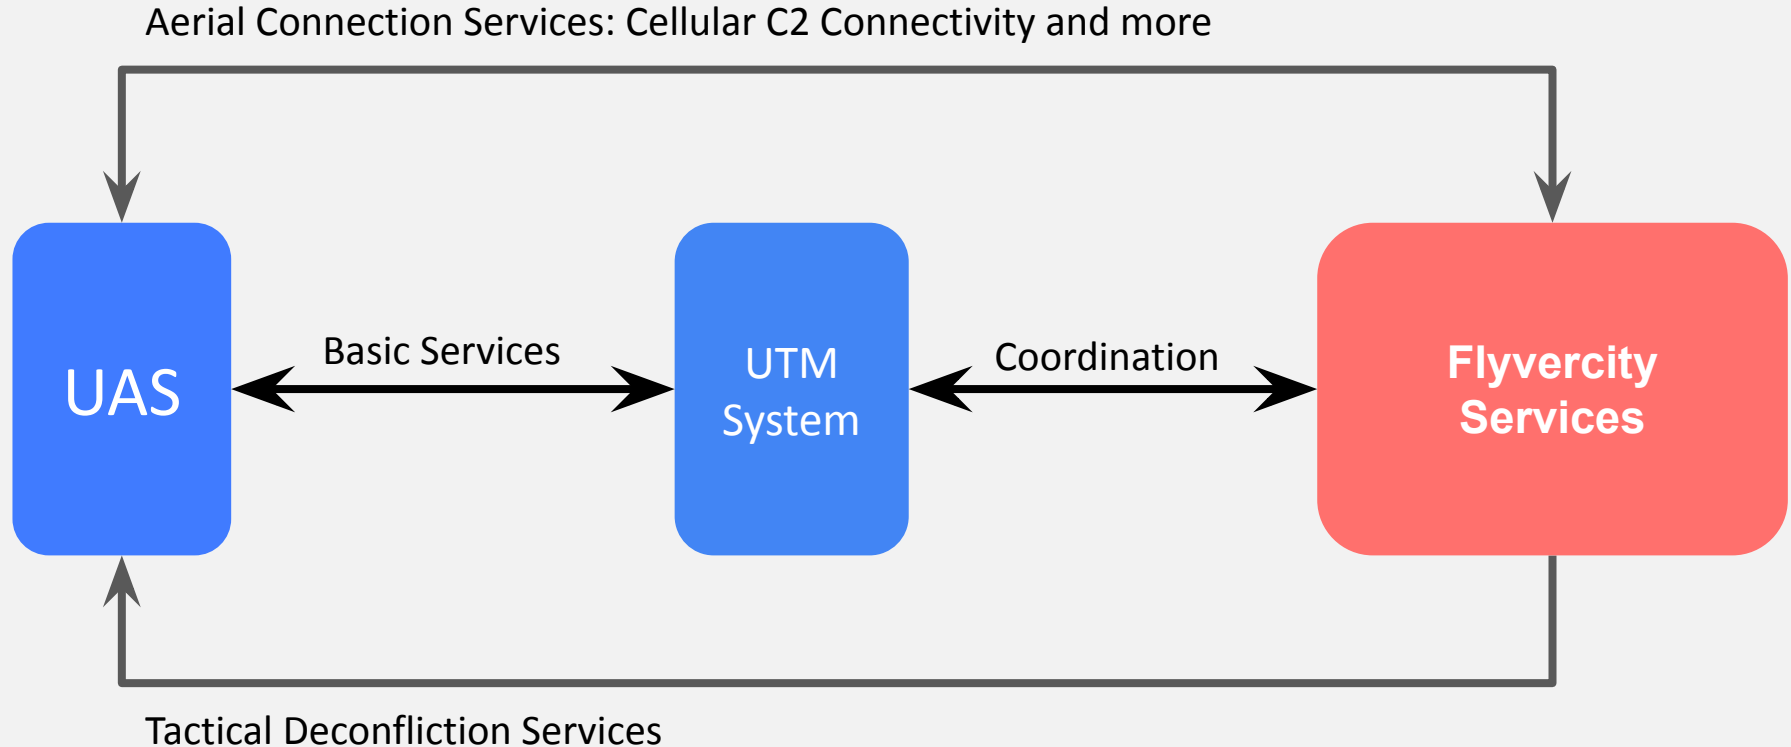 Aerial Connection Services: Cellular C2 Connectivity and more
UAS
Basic Services
UTM
System
Coordination
Flyvercity
Services
Tactical Deconfliction Services